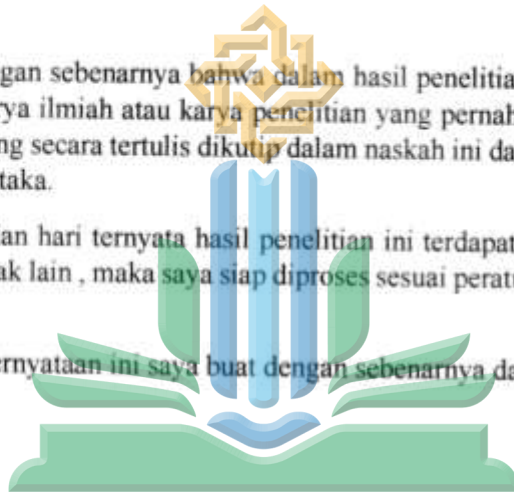 gan sebenarnya bahwa dalam hasil penelitia
ya ilmiah atau karya penelitian yang pernah
ng secara tertulis dikutip dalam naskah ini da
taka.
an hari ternyata hasil penelitian ini terdapat
ak lain , maka saya siap diproses sesuai perat
ernyataan ini saya buat dengan sebenarnya da